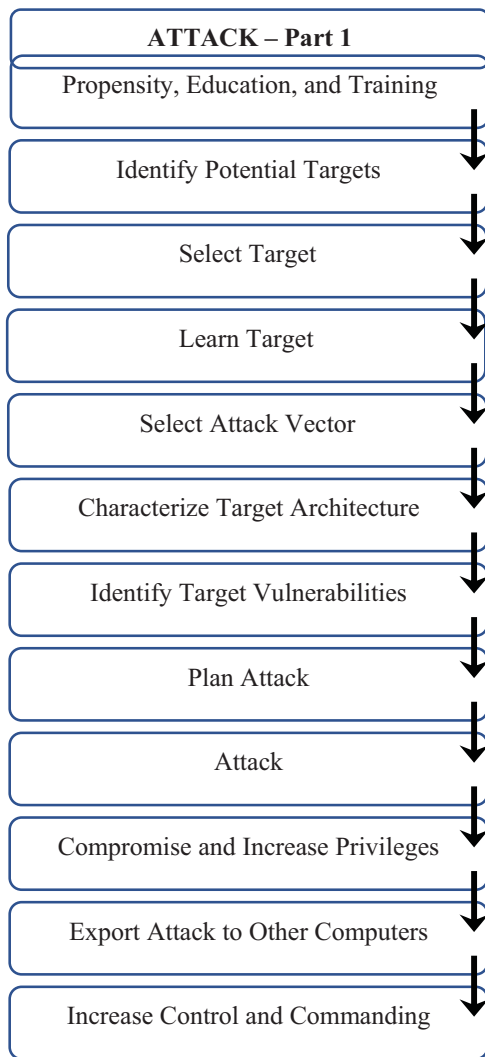 ATTACK – Part 1
Propensity, Education, and Training
Identify Potential Targets
Select Target
Learn Target
Select Attack Vector
Characterize Target Architecture
Identify Target Vulnerabilities
Plan Attack
Attack
Compromise and Increase Privileges
Export Attack to Other Computers
Increase Control and Commanding